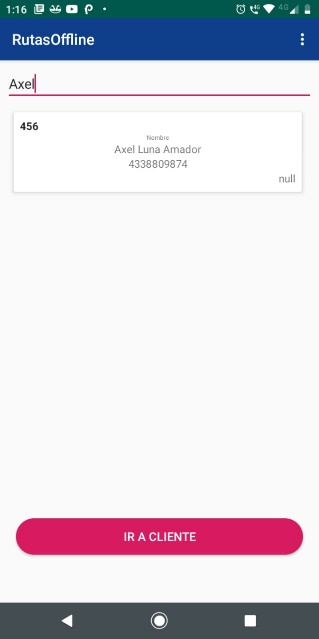 1:16
4G
RutasOffline
Axel
456
Nombre
Axel Luna Amador
4338809874
null
IR A CLIENTE